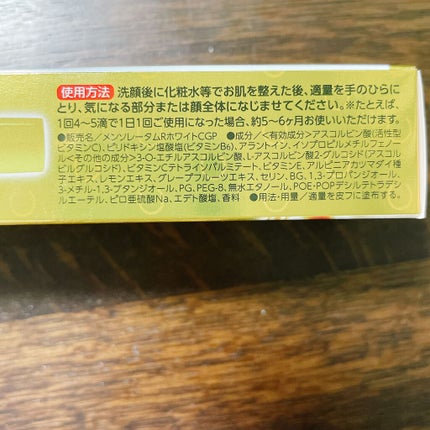 使用方法 洗顔後に化粧水等でお肌を整えた後、適量を手のひらに
とり、気になる部分または顔全体になじませてください。※たとえば、
1回4〜5滴で1日1回ご使用になった場合、約5〜6ヶ月お使いいただけます。
●販売名／メンソレータムRホワイトCGP ●成分／<有効成分>アスコルビン酸(活性型
ビタミンC)、ピリドキシン塩酸塩(ビタミンB6)、アラントイン、イソプロピルメチルフェノー
ル<その他の成分>3-O-エチルアスコルビン酸、L-アスコルビン酸2-グルコシド(アスコル
ビルグルコシド)、ビタミンCテトライソパルミテート、ビタミンE、アルピニアカツマダイ種
子エキス、レモンエキス、グレープフルーツエキス、セリン、BG、1,3-プロパンジオール、
3-メチル-1,3-ブタンジオール、PG、PEG-8、無水エタノール、POE・POPデシルテトラデシ
ルエーテル、ピロ亜硫酸Na、エデト酸塩、香料 ●用法・用量／適量を皮フに塗布する。